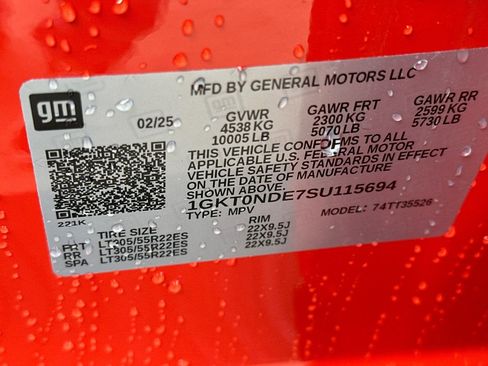 gm
MFD BY GENERAL MOTORS LLC
02/25 GVWR GAWR FRT GAWR RR
4538 KG 2300 KG 2599 KG
10005 LB 5070 LB 5730 LB
THIS VEHICLE CONFORMS TO ALL
APPLICABLE U.S. FEDERAL MOTOR
VEHICLE SAFETY STANDARDS IN EFFECT
ON THE DATE OF MANUFACTURE
SHOWN ABOVE.
1GKT0NDE7SU115694
TYPE: MPV MODEL: 74TT35526
221K
TIRE SIZE RIM
FRT LT305/55R22ES 22X9.5J
RR LT305/55R22ES 22X9.5J
SPA LT305/55R22ES 22X9.5J